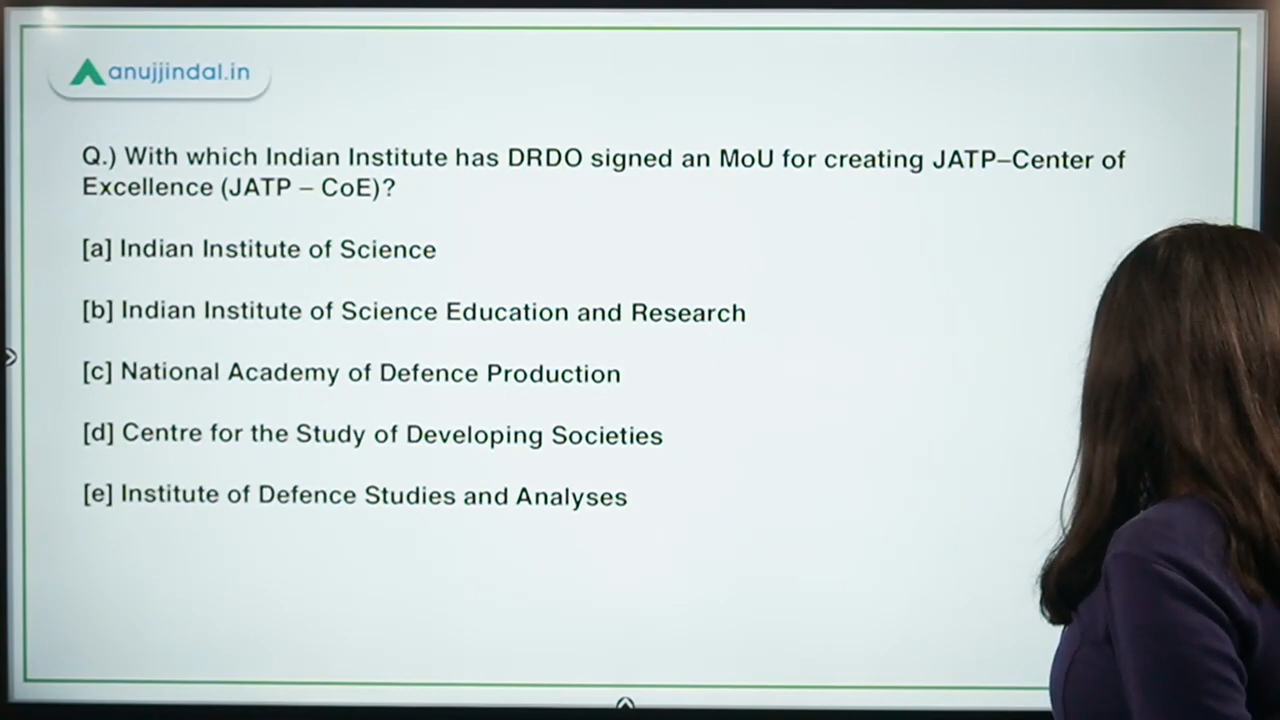 anujjindal.in
Q.) With which Indian Institute has DRDO signed an MoU for creating JATP–Center of
Excellence (JATP – CoE)?
[a] Indian Institute of Science
[b] Indian Institute of Science Education and Research
[c] National Academy of Defence Production
[d] Centre for the Study of Developing Societies
[e] Institute of Defence Studies and Analyses